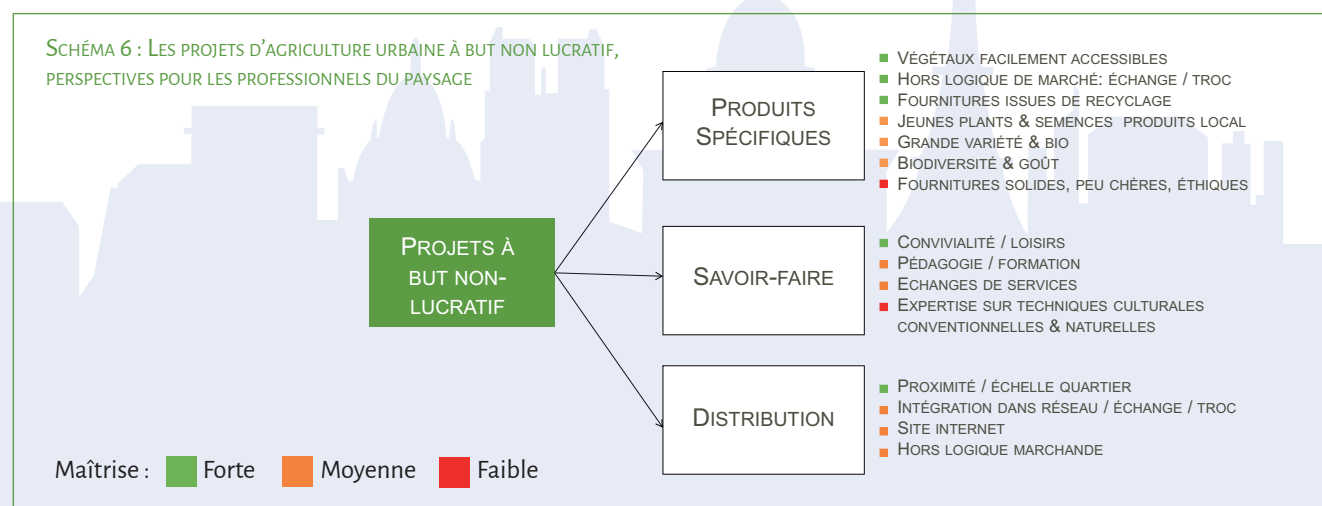 Schéma 6 : Les projets d'agriculture urbaine à but non lucratif,
perspectives pour les professionnels du paysage
Projets à
but non-
lucratif
Produits
Spécifiques
Végétaux facilement accessibles
Hors logique de marché: échange / troc
Fournitures issues de recyclage
Jeunes plants & semences produits local
Grande variété & bio
Biodiversité & goût
Fournitures solides, peu chères, éthiques
Savoir-faire
Convivialité / loisirs
Pédagogie / formation
Echanges de services
Expertise sur techniques culturales
conventionnelles & naturelles
Distribution
Proximité / échelle quartier
Intégration dans réseau / échange / troc
Site internet
Hors logique marchande
Maîtrise : Forte Moyenne Faible